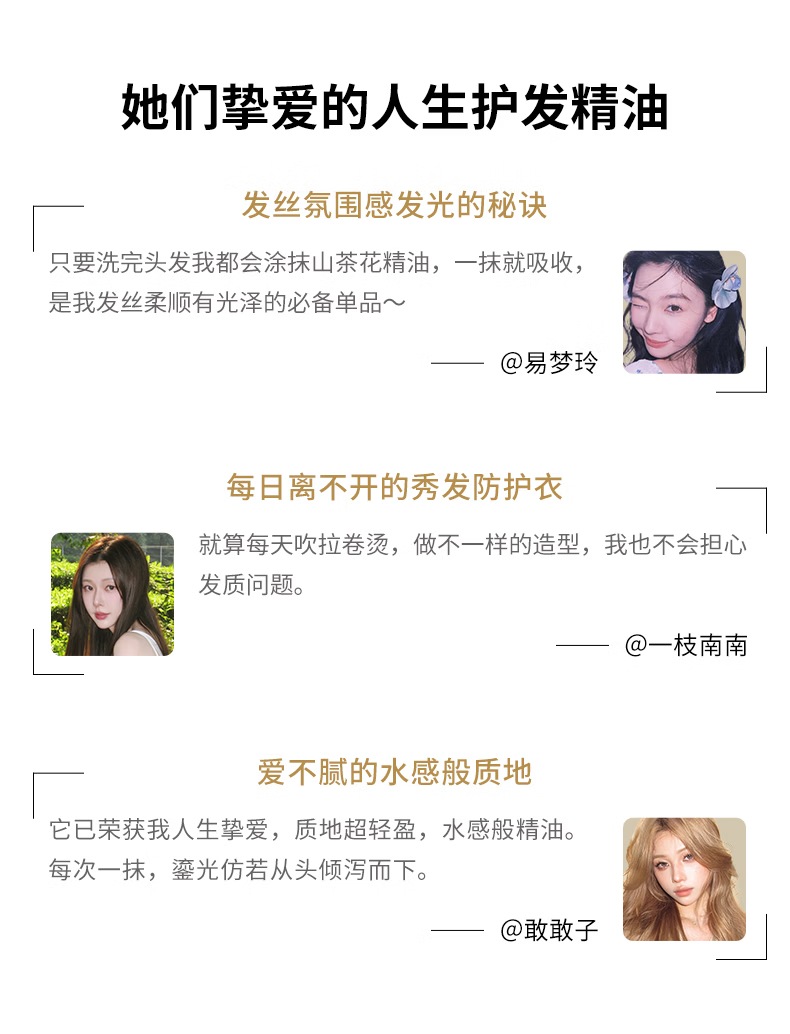 她们挚爱的人生护发精油
发丝氛围感发光的秘诀
只要洗完头发我都会涂抹山茶花精油，一抹就吸收，
是我发丝柔顺有光泽的必备单品～
—— @易梦玲
每日离不开的秀发防护衣
就算每天吹拉卷烫，做不一样的造型，我也不会担心
发质问题。
—— @一枝南南
爱不腻的水感般质地
它已荣获我人生挚爱，质地超轻盈，水感般精油。
每次一抹，鎏光仿若从头倾泻而下。
—— @敢敢子